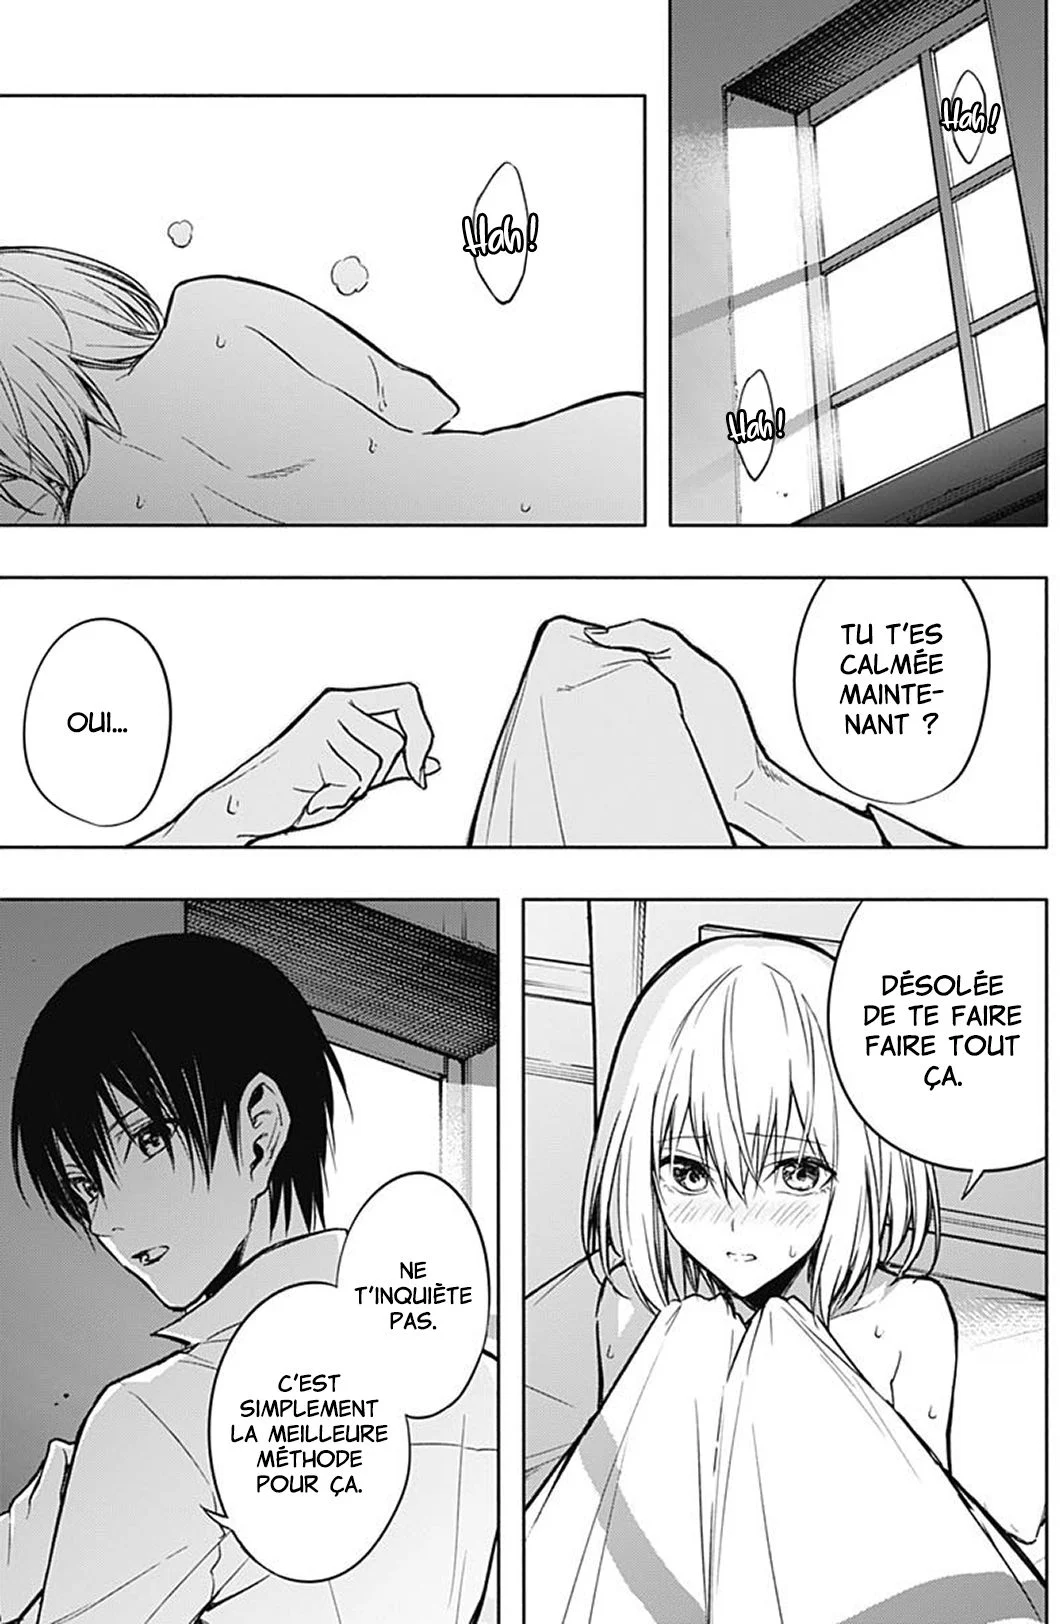 Hah!
Hah!
Hah!
TU T'ES
CALMÉE
MAINTE-
NANT ?
OUI...
DÉSOLÉE
DE TE FAIRE
FAIRE TOUT
ÇA.
NE
T'INQUIÈTE
PAS.
C'EST
SIMPLEMENT
LA MEILLEURE
MÉTHODE
POUR ÇA.